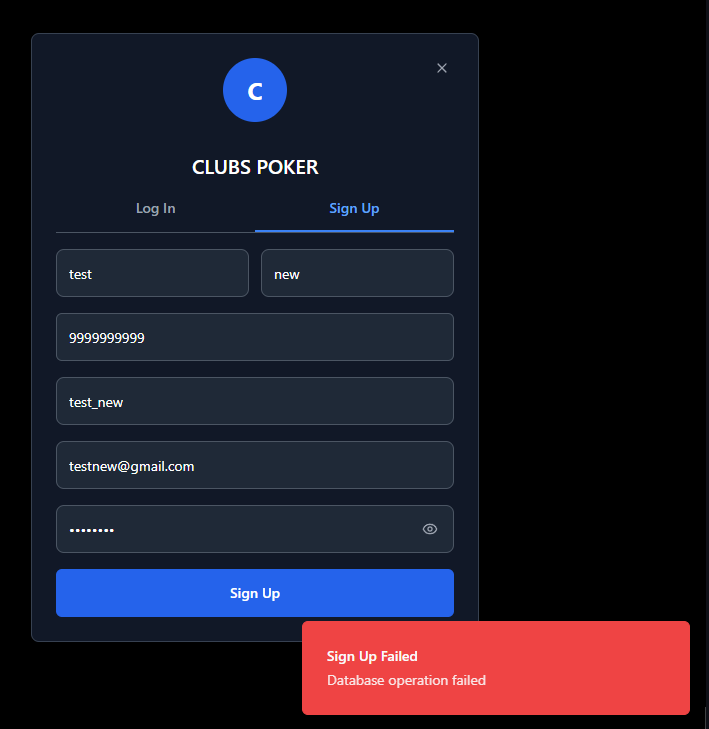 C
CLUBS POKER
Log In Sign Up
test new
9999999999
test_new
testnew@gmail.com
••••••••
Sign Up
Sign Up Failed
Database operation failed